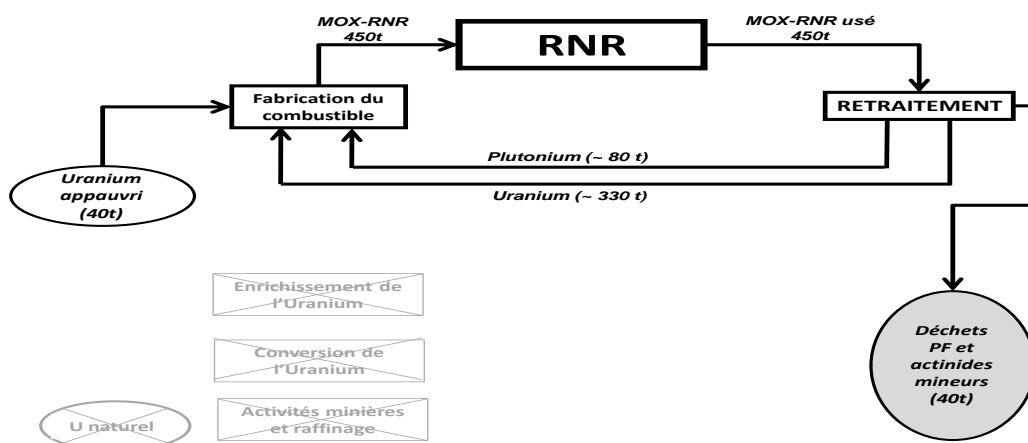 MOX-RNR
450t
RNR
MOX-RNR usé
450t
Fabrication du
combustible
RETRAITEMENT
Plutonium (~ 80 t)
Uranium (~ 330 t)
Uranium
appauvri
(40t)
Enrichissement de
l'Uranium
Conversion de
l'Uranium
U naturel
Activités minières
et raffinage
Déchets
PF et
actinides
mineurs
(40t)